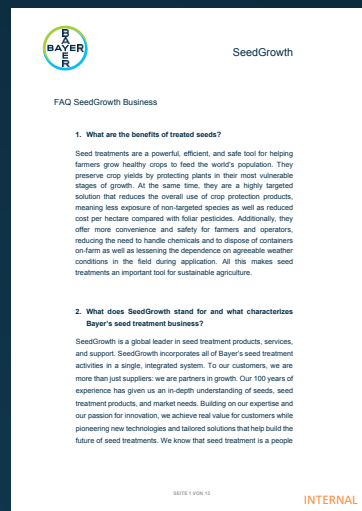 BAYER
BAYER
SeedGrowth
FAQ SeedGrowth Business
1. What are the benefits of treated seeds?
Seed treatments are a powerful, efficient, and safe tool for helping
farmers grow healthy crops to feed the world's population. They
preserve crop yields by protecting plants in their most vulnerable
stages of growth. At the same time, they are a highly targeted
solution that reduces the overall use of crop protection products,
meaning less exposure of non-targeted species as well as reduced
cost per hectare compared with foliar pesticides. Additionally, they
offer more convenience and safety for farmers and operators,
reducing the need to handle chemicals and to dispose of containers
on-farm as well as lessening the dependence on agreeable weather
conditions in the field during application. All this makes seed
treatments an important tool for sustainable agriculture.
2. What does SeedGrowth stand for and what characterizes
Bayer's seed treatment business?
SeedGrowth is a global leader in seed treatment products, services,
and support. SeedGrowth incorporates all of Bayer's seed treatment
activities in a single, integrated system. To our customers, we are
more than just suppliers: we are partners in growth. Our 100 years of
experience has given us an in-depth understanding of seeds, seed
treatment products, and market needs. Building on our expertise and
our passion for innovation, we achieve real value for customers while
pioneering new technologies and tailored solutions that help build the
future of seed treatments. We know that seed treatment is a people
SEITE 1 VON 13
INTERNAL